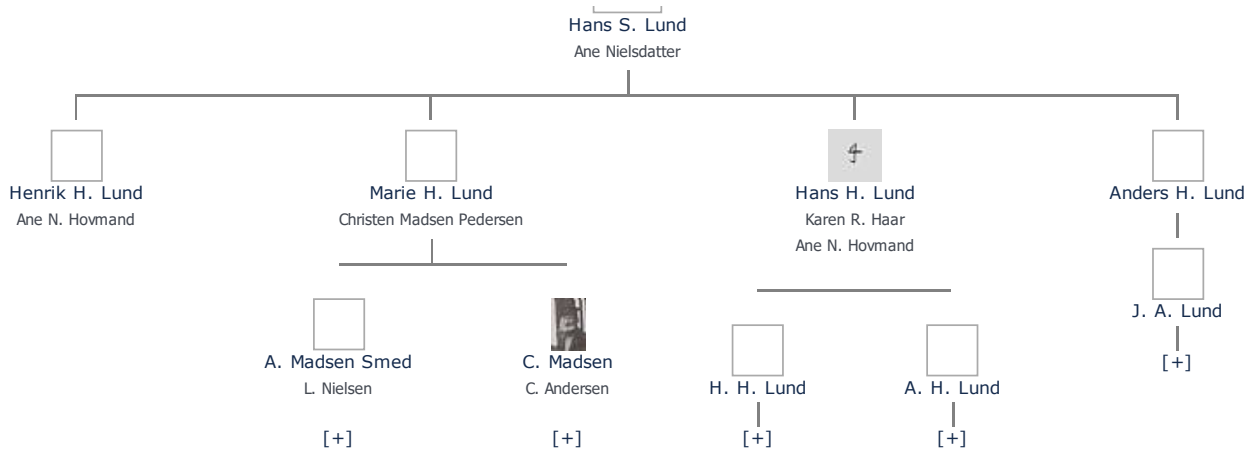 Hans S. Lund
Ane Nielsdatter
Henrik H. Lund
Ane N. Hovmand
Marie H. Lund
Christen Madsen Pedersen
Hans H. Lund
Karen R. Haar
Ane N. Hovmand
Anders H. Lund
A. Madsen Smed
L. Nielsen
[+]
C. Madsen
C. Andersen
[+]
H. H. Lund
[+]
A. H. Lund
[+]
J. A. Lund
[+]